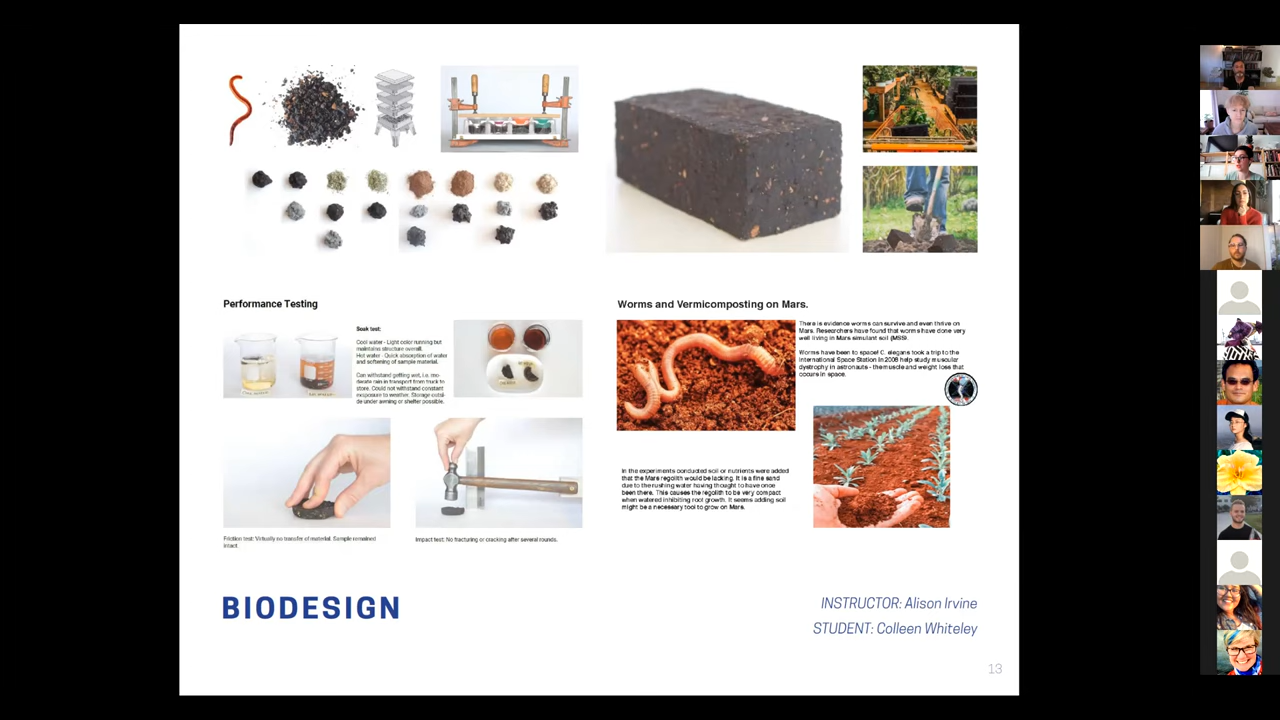 Performance Testing
Soak test:
Cool water - Light color running but
maintains structure overall.
Hot water - Quick absorption of water
and softening of sample material.
Can withstand getting wet, i.e. mo-
derate rain in transport from truck to
store. Could not withstand constant
exsposure to weather. Storage outsi-
de under awning or shelter possible.
Friction test: Virtually no transfer of material. Sample remained
intact.
Impact test: No fracturing or cracking after several rounds.
Worms and Vermicomposting on Mars.
There is evidence worms can survive and even thrive on
Mars. Researchers have found that worms have done very
well living in Mars simulant soil (MSS).
Worms have been to space! C. elegans took a trip to the
International Space Station in 2008 help study muscular
dystrophy in astronauts - the muscle and weight loss that
occurs in space.
In the experiments conducted soil or nutrients were added
that the Mars regolith would be lacking. It is a fine sand
due to the rushing water having thought to have once
been there. This causes the regolith to be very compact
when watered inhibiting root growth. It seems adding soil
might be a necessary tool to grow on Mars.
BIODESIGN
INSTRUCTOR: Alison Irvine
STUDENT: Colleen Whiteley
13